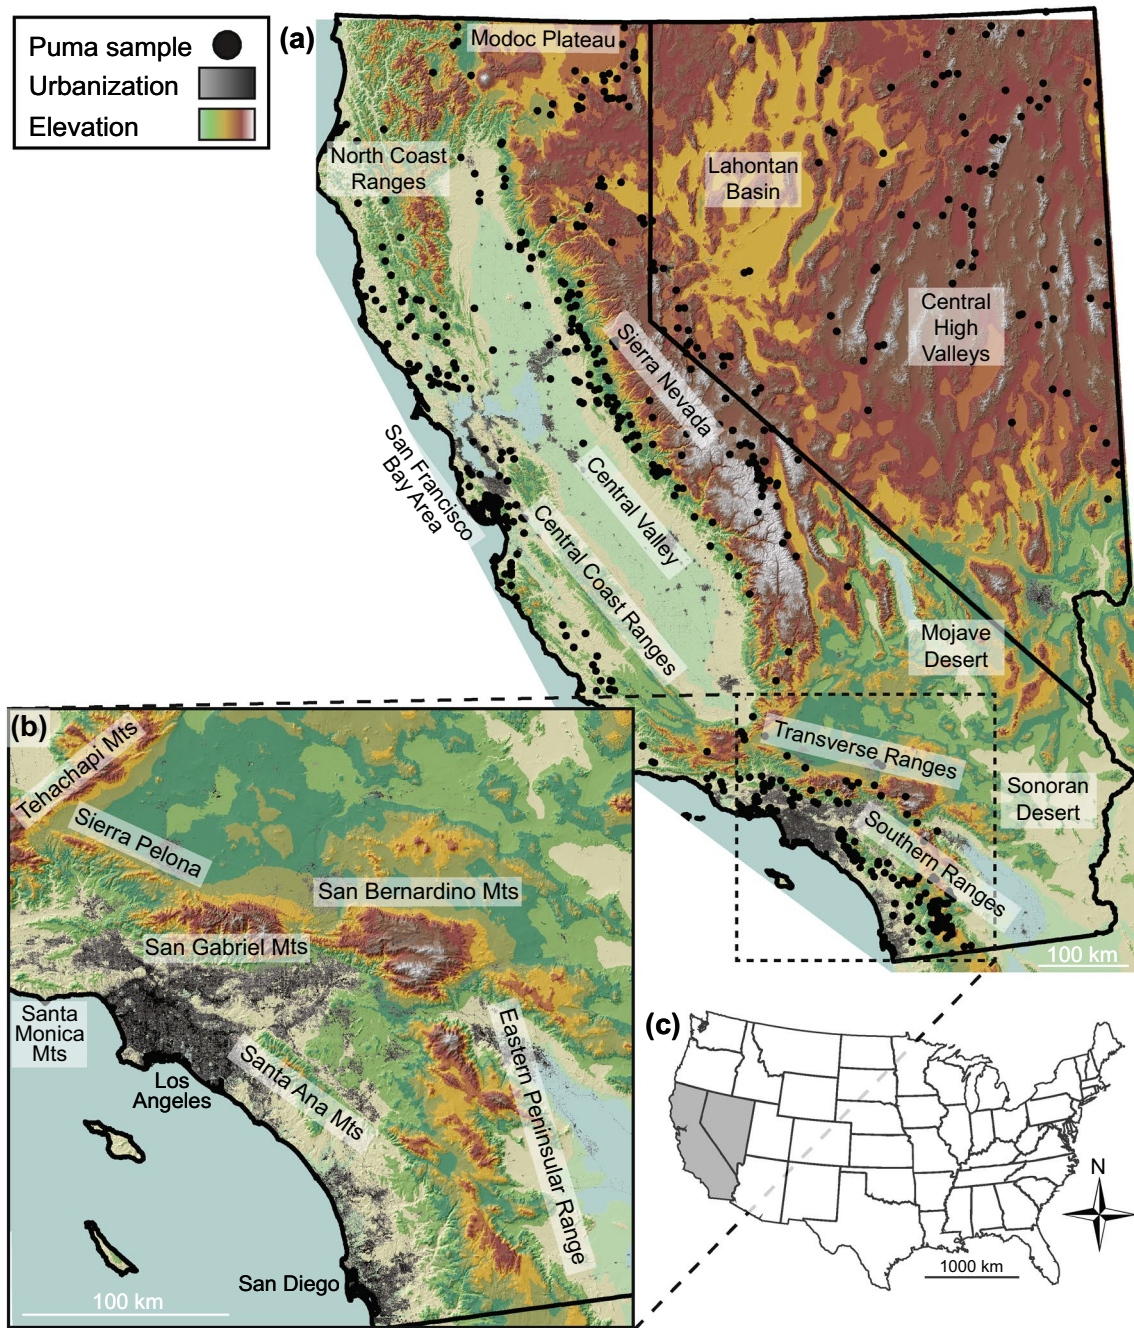 Puma sample
Urbanization
Elevation
(a)
Modoc Plateau
North Coast
Ranges
Lahontan
Basin
Central
High
Valleys
Sierra Nevada
San Francisco
Bay Area
Central Valley
Central Coast Ranges
Mojave
Desert
Transverse Ranges
Sonoran
Desert
Southern Ranges
100 km
(b)
Tehachapi Mts
Sierra Pelona
San Bernardino Mts
San Gabriel Mts
Santa
Monica
Mts
Los
Angeles
Santa Ana Mts
Eastern Peninsular Range
San Diego
100 km
(c)
N
1000 km